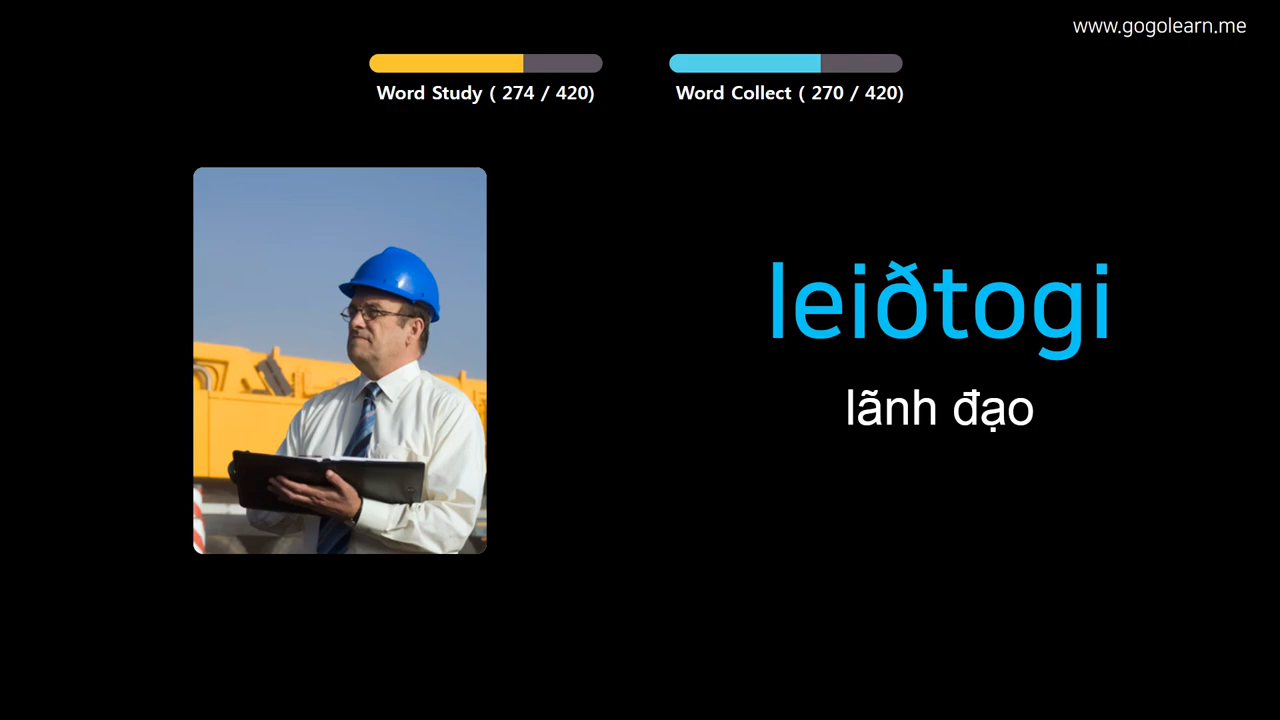 www.gogolearn.me
Word Study ( 274 / 420)
Word Collect ( 270 / 420)
leiðtogi
lãnh đạo